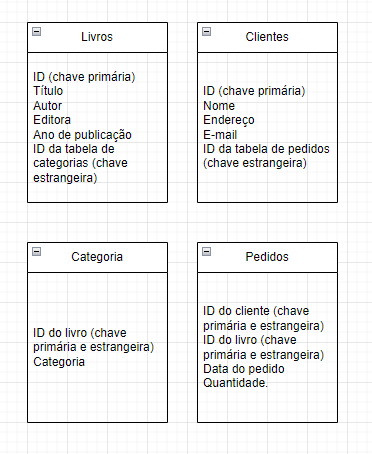 Livros
ID (chave primária)
Título
Autor
Editora
Ano de publicação
ID da tabela de
categorias (chave
estrangeira)
Clientes
ID (chave primária)
Nome
Endereço
E-mail
ID da tabela de pedidos
(chave estrangeira)
Categoria
ID do livro (chave
primária e estrangeira)
Categoria
Pedidos
ID do cliente (chave
primária e estrangeira)
ID do livro (chave
primária e estrangeira)
Data do pedido
Quantidade.